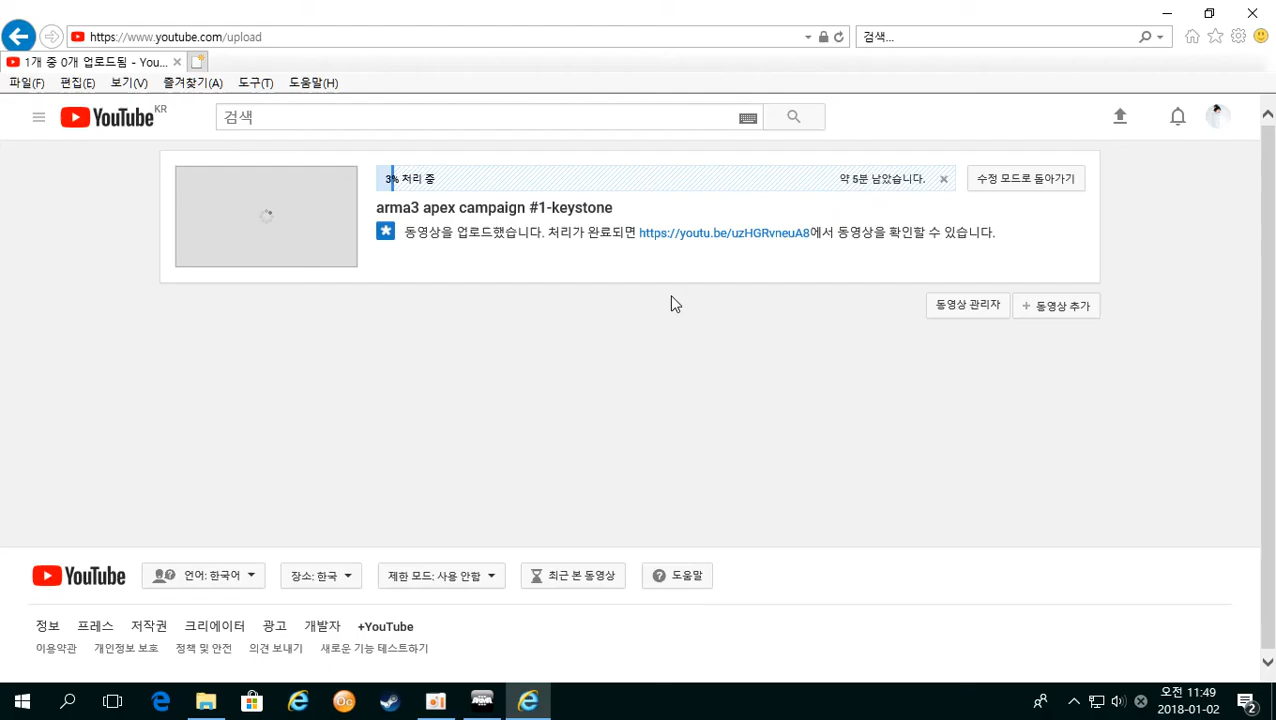 https://www.youtube.com/upload
검색...
1개 중 0개 업로드됨 - You...
파일(F) 편집(E) 보기(V) 즐겨찾기(A) 도구(T) 도움말(H)
YouTube KR
검색
3% 처리 중
약 5분 남았습니다.
수정 모드로 돌아가기
arma3 apex campaign #1-keystone
동영상을 업로드했습니다. 처리가 완료되면 https://youtu.be/uzHGRvneuA8에서 동영상을 확인할 수 있습니다.
동영상 관리자
+ 동영상 추가
YouTube
언어: 한국어
장소: 한국
제한 모드: 사용 안함
최근 본 동영상
도움말
정보 프레스 저작권 크리에이터 광고 개발자 +YouTube
이용약관 개인정보 보호 정책 및 안전 의견 보내기 새로운 기능 테스트하기
오전 11:49
2018-01-02
2